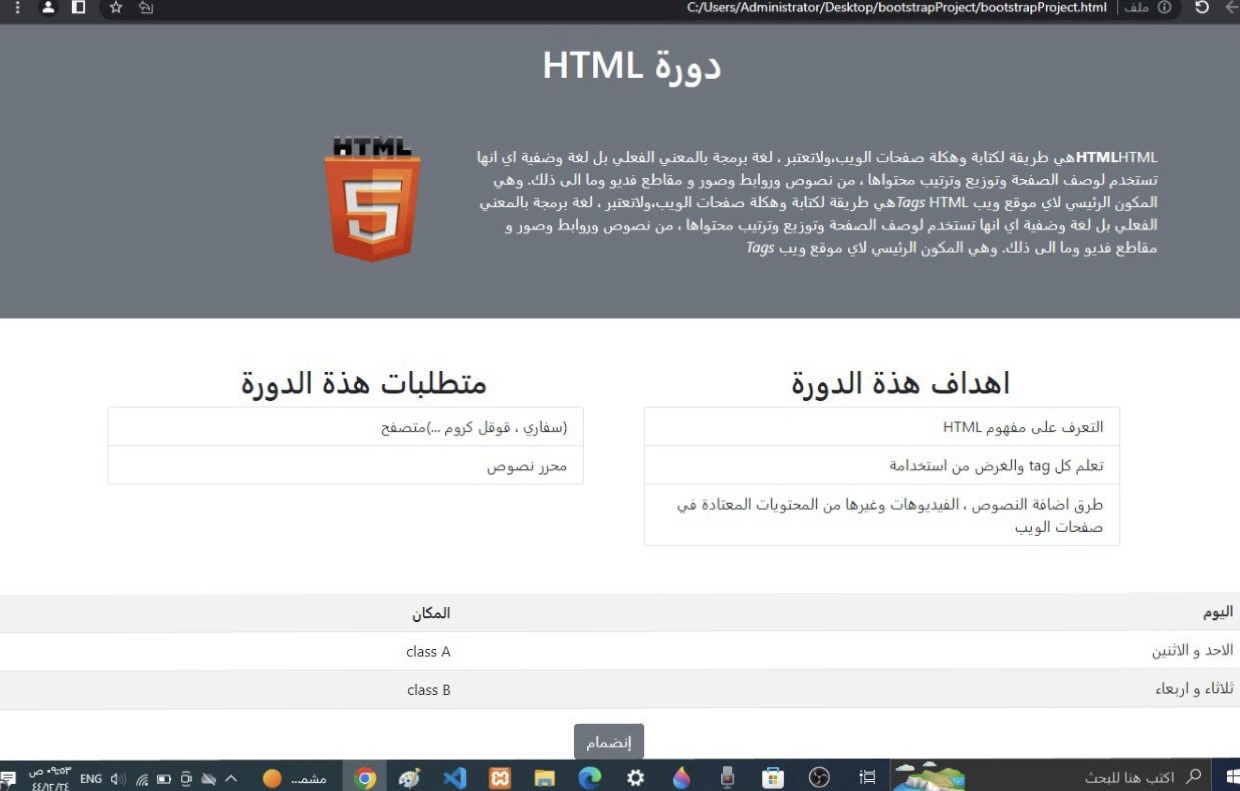 C:/Users/Administrator/Desktop/bootstrapProject/bootstrapProject.html | ملف
دورة HTML
HTML
5
HTMLHTMLهي طريقة لكتابة وهكلة صفحات الويب،ولاتعتبر ، لغة برمجة بالمعني الفعلي بل لغة وضفية اي انها
تستخدم لوصف الصفحة وتوزيع وترتيب محتواها ، من نصوص وروابط وصور و مقاطع فديو وما الى ذلك. وهي
المكون الرئيسي لاي موقع ويب Tags HTMLهي طريقة لكتابة وهكلة صفحات الويب،ولاتعتبر ، لغة برمجة بالمعني
الفعلي بل لغة وضفية اي انها تستخدم لوصف الصفحة وتوزيع وترتيب محتواها ، من نصوص وروابط وصور و
مقاطع فديو وما الى ذلك. وهي المكون الرئيسي لاي موقع ويب Tags
اهداف هذة الدورة
التعرف على مفهوم HTML
تعلم كل tag والغرض من استخدامة
طرق اضافة النصوص ، الفيديوهات وغيرها من المحتويات المعتادة في
صفحات الويب
متطلبات هذة الدورة
(سفاري ، قوقل كروم ...)متصفح
محرر نصوص
اليوم المكان
الاحد و الاثنين class A
ثلاثاء و اربعاء class B
إنضمام
اكتب هنا للبحث
مشمـ...
ENG
٠٩:٥٣ ص
٤٤/١٢/٢٤